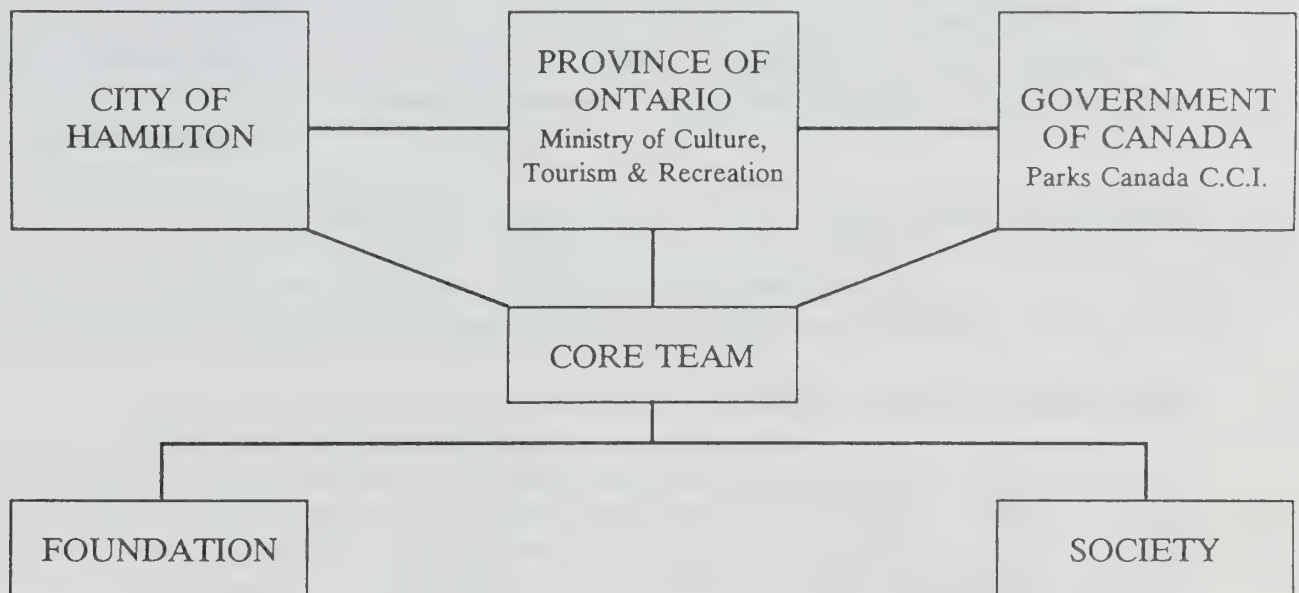 CITY OF
HAMILTON
PROVINCE OF
ONTARIO
Ministry of Culture,
Tourism & Recreation
GOVERNMENT
OF CANADA
Parks Canada C.C.I.
CORE TEAM
FOUNDATION
SOCIETY